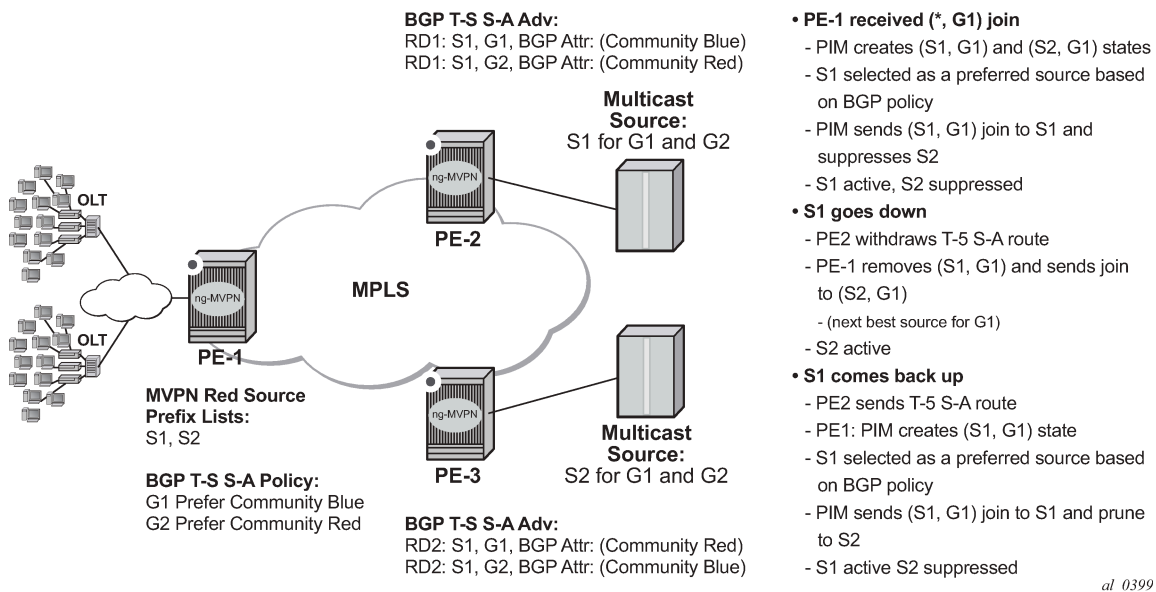 BGP T-S S-A Adv:
RD1: S1, G1, BGP Attr: (Community Blue)
RD1: S1, G2, BGP Attr: (Community Red)
Multicast
Source:
S1 for G1 and G2
ng-MVPN
PE-2
OLT
ng-MVPN
PE-1
MPLS
OLT
MVPN Red Source
Prefix Lists:
S1, S2
BGP T-S S-A Policy:
G1 Prefer Community Blue
G2 Prefer Community Red
ng-MVPN
PE-3
Multicast
Source:
S2 for G1 and G2
BGP T-S S-A Adv:
RD2: S1, G1, BGP Attr: (Community Red)
RD2: S1, G2, BGP Attr: (Community Blue)
• PE-1 received (*, G1) join
- PIM creates (S1, G1) and (S2, G1) states
- S1 selected as a preferred source based
on BGP policy
- PIM sends (S1, G1) join to S1 and
suppresses S2
- S1 active, S2 suppressed
• S1 goes down
- PE2 withdraws T-5 S-A route
- PE-1 removes (S1, G1) and sends join
to (S2, G1)
- (next best source for G1)
- S2 active
• S1 comes back up
- PE2 sends T-5 S-A route
- PE1: PIM creates (S1, G1) state
- S1 selected as a preferred source based
on BGP policy
- PIM sends (S1, G1) join to S1 and prune
to S2
- S1 active S2 suppressed
al_0399